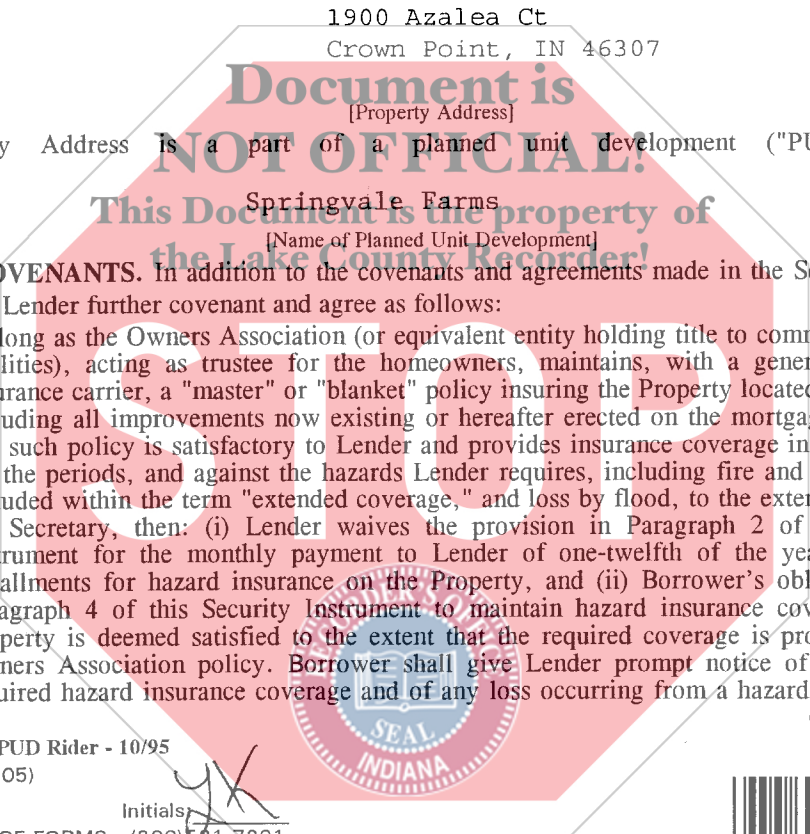 1900 Azalea Ct
Crown Point, IN 46307
Document is
[Property Address]
y Address is a part of a planned unit development ("PU
NOT OFFICIAL!
Springvale Farms
This Document is the property of
[Name of Planned Unit Development]
the Lake County Recorder!
OVENANTS. In addition to the covenants and agreements made in the S
Lender further covenant and agree as follows:
long as the Owners Association (or equivalent entity holding title to comm
lities), acting as trustee for the homeowners, maintains, with a gener
urance carrier, a "master" or "blanket" policy insuring the Property located
uding all improvements now existing or hereafter erected on the mortgag
such policy is satisfactory to Lender and provides insurance coverage in
the periods, and against the hazards Lender requires, including fire and
uded within the term "extended coverage," and loss by flood, to the exten
Secretary, then: (i) Lender waives the provision in Paragraph 2 of
trument for the monthly payment to Lender of one-twelfth of the yea
allments for hazard insurance on the Property, and (ii) Borrower's obl
agraph 4 of this Security Instrument to maintain hazard insurance cov
perty is deemed satisfied to the extent that the required coverage is pro
ners Association policy. Borrower shall give Lender prompt notice of
uired hazard insurance coverage and of any loss occurring from a hazard
STOP
RECORDER'S OFFICE
SEAL
INDIANA
PUD Rider - 10/95
05)
Initials: